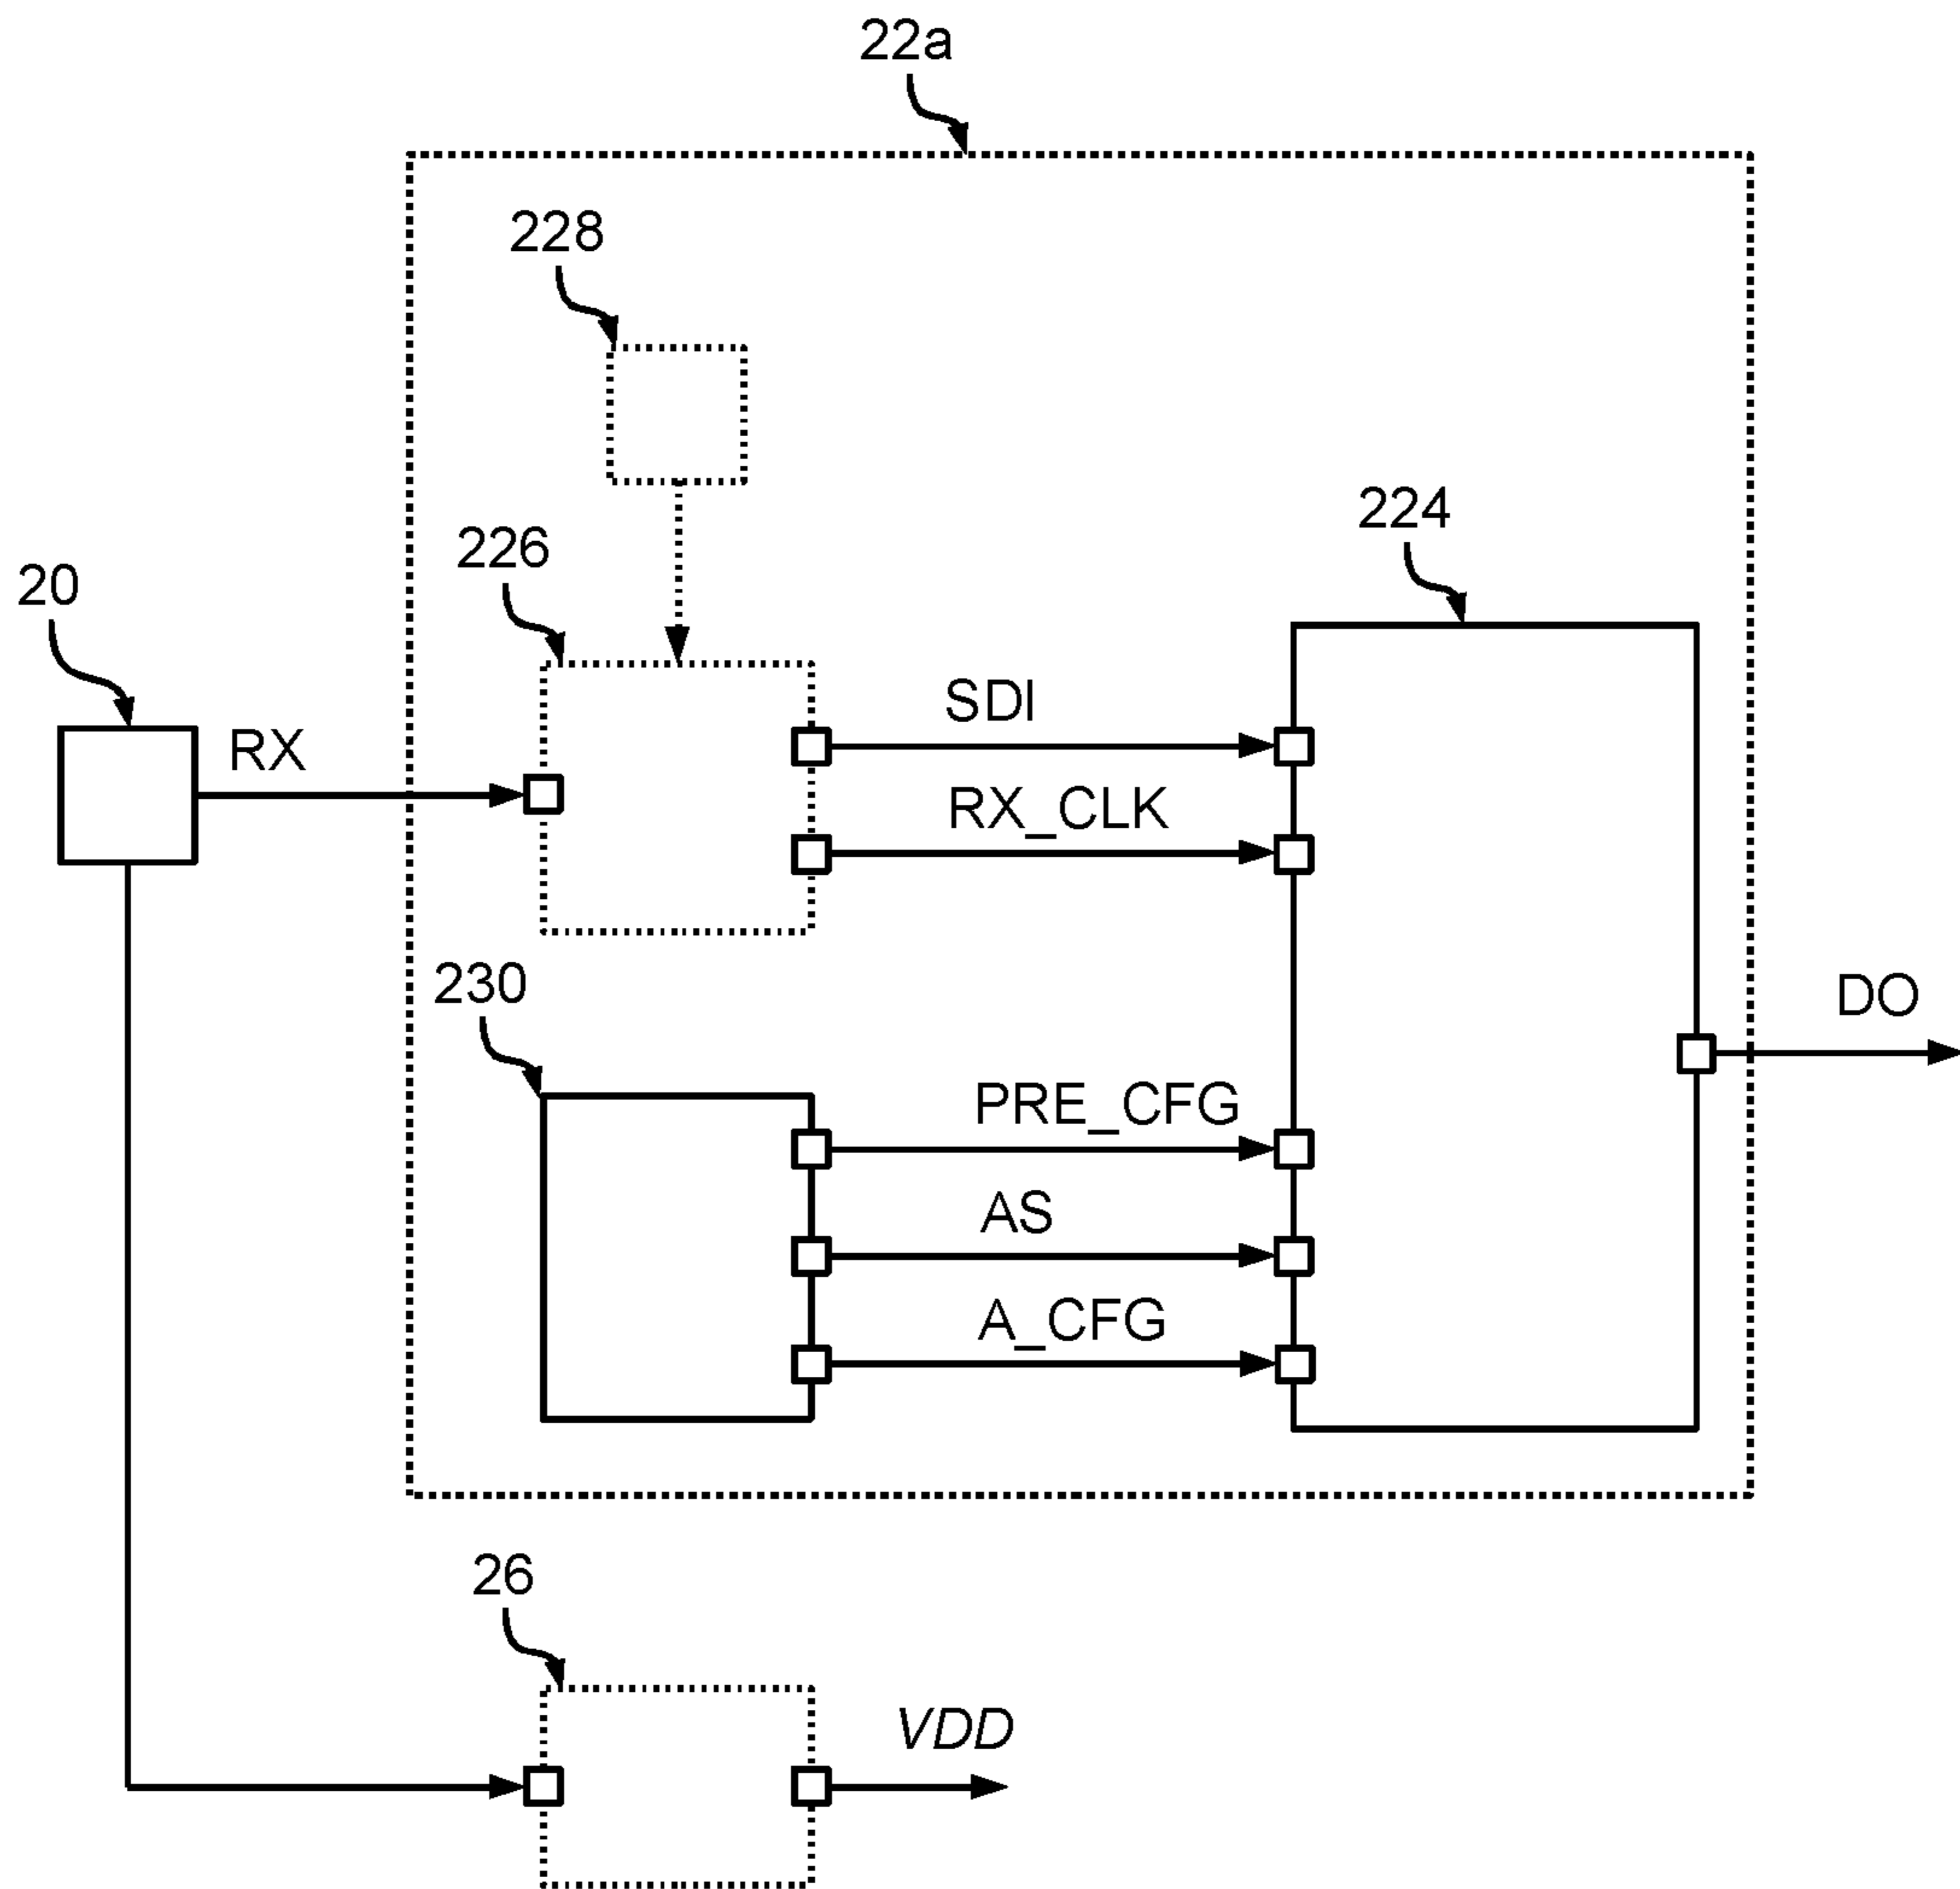 22a
228
226
224
20
SDI
RX
RX_CLK
230
DO
PRE_CFG
AS
A_CFG
26
VDD